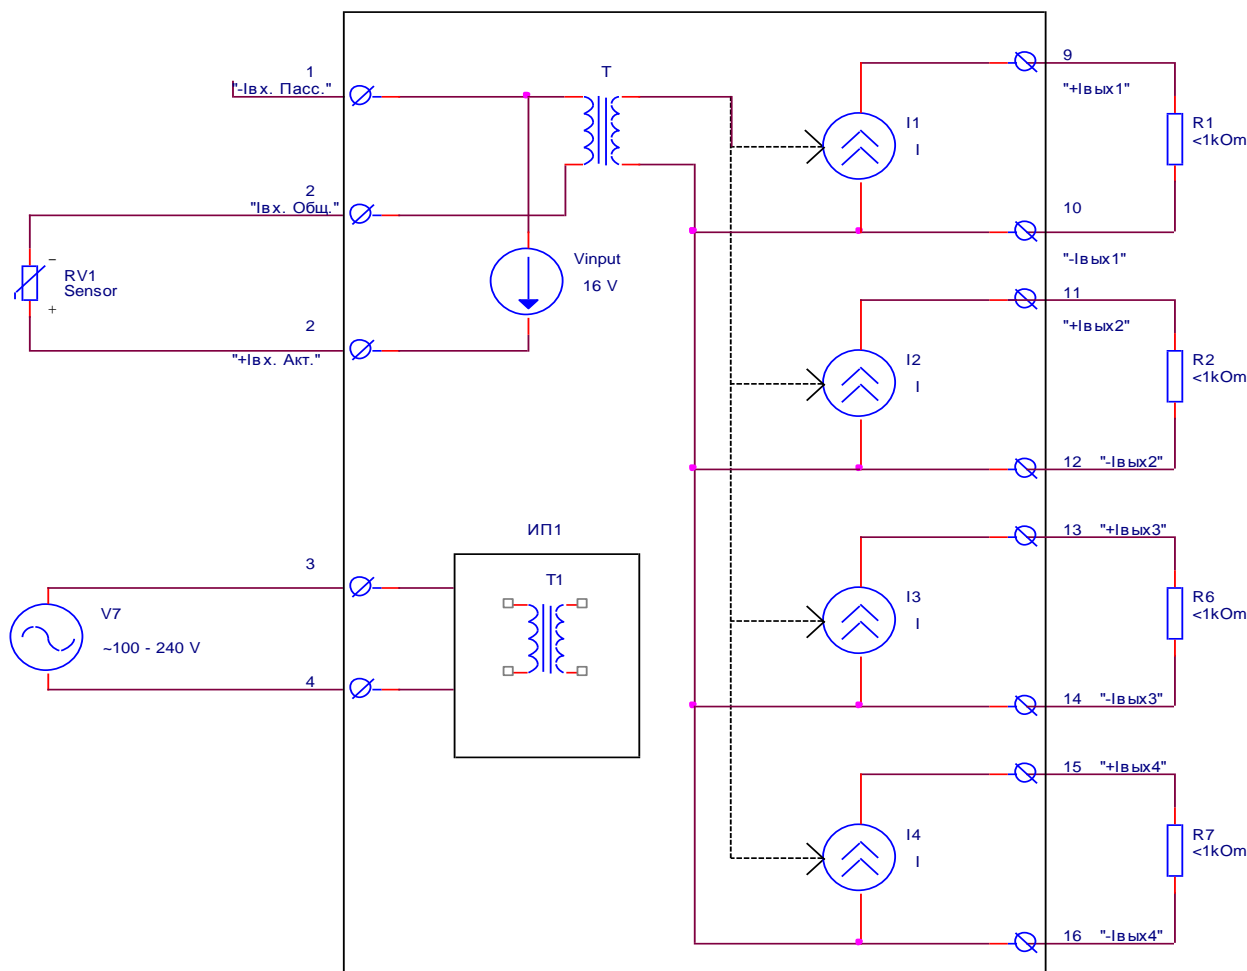 1
"-Iвх. Пасс."
T
I1
I
9
"+Iвых1"
R1
<1kOm
2
"Iвх. Общ."
10
"-Iвых1"
RV1
Sensor
−
+
Vinput
16 V
2
"+Iвх. Акт."
11
"+Iвых2"
I2
I
R2
<1kOm
12 "-Iвых2"
ИП1
3
T1
V7
~100 - 240 V
4
13 "+Iвых3"
I3
I
R6
<1kOm
14 "-Iвых3"
15 "+Iвых4"
I4
I
R7
<1kOm
16 "-Iвых4"